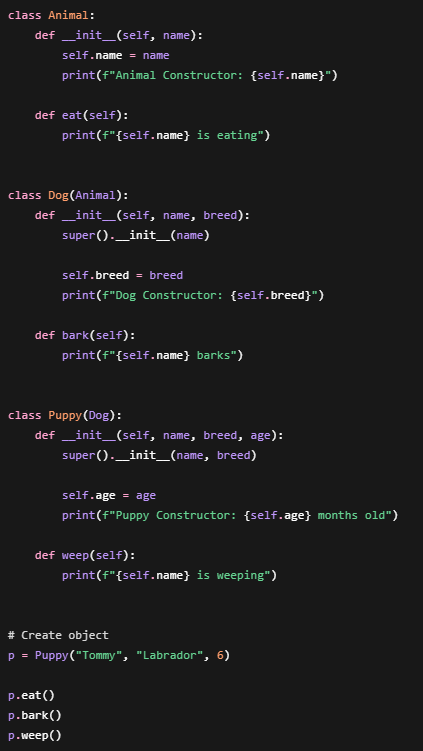 class Animal:
    def __init__(self, name):
        self.name = name
        print(f"Animal Constructor: {self.name}")

    def eat(self):
        print(f"{self.name} is eating")


class Dog(Animal):
    def __init__(self, name, breed):
        super().__init__(name)

        self.breed = breed
        print(f"Dog Constructor: {self.breed}")

    def bark(self):
        print(f"{self.name} barks")


class Puppy(Dog):
    def __init__(self, name, breed, age):
        super().__init__(name, breed)

        self.age = age
        print(f"Puppy Constructor: {self.age} months old")

    def weep(self):
        print(f"{self.name} is weeping")


# Create object
p = Puppy("Tommy", "Labrador", 6)

p.eat()
p.bark()
p.weep()